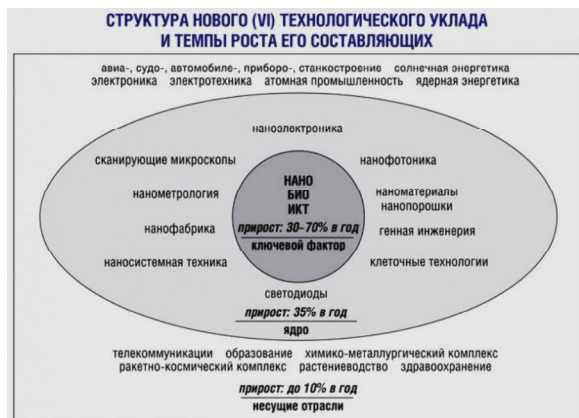 СТРУКТУРА НОВОГО (VI) ТЕХНОЛОГИЧЕСКОГО УКЛАДА
И ТЕМПЫ РОСТА ЕГО СОСТАВЛЯЮЩИХ
авиа-, судо-, автомобиле-, приборо-, станкостроение солнечная энергетика
электроника электротехника атомная промышленность ядерная энергетика
наноэлектроника
сканирующие микроскопы
нанофотоника
НАНО
БИО
ИКТ
нанометрология
наноматериалы
нанопорошки
прирост: 30-70% в год
ключевой фактор
нанофабрика
генная инженерия
наносистемная техника
клеточные технологии
светодиоды
прирост: 35% в год
ядро
телекоммуникации образование химико-металлургический комплекс
ракетно-космический комплекс растениеводство здравоохранение
прирост: до 10% в год
несущие отрасли